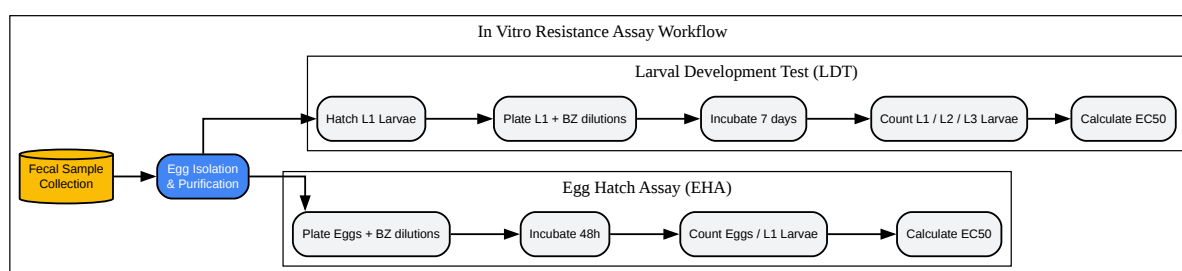 In Vitro Resistance Assay Workflow
Larval Development Test (LDT)
Hatch L1 Larvae
Plate L1 + BZ dilutions
Incubate 7 days
Count L1 / L2 / L3 Larvae
Calculate EC50
Fecal Sample
Collection
Egg Isolation
& Purification
Egg Hatch Assay (EHA)
Plate Eggs + BZ dilutions
Incubate 48h
Count Eggs / L1 Larvae
Calculate EC50